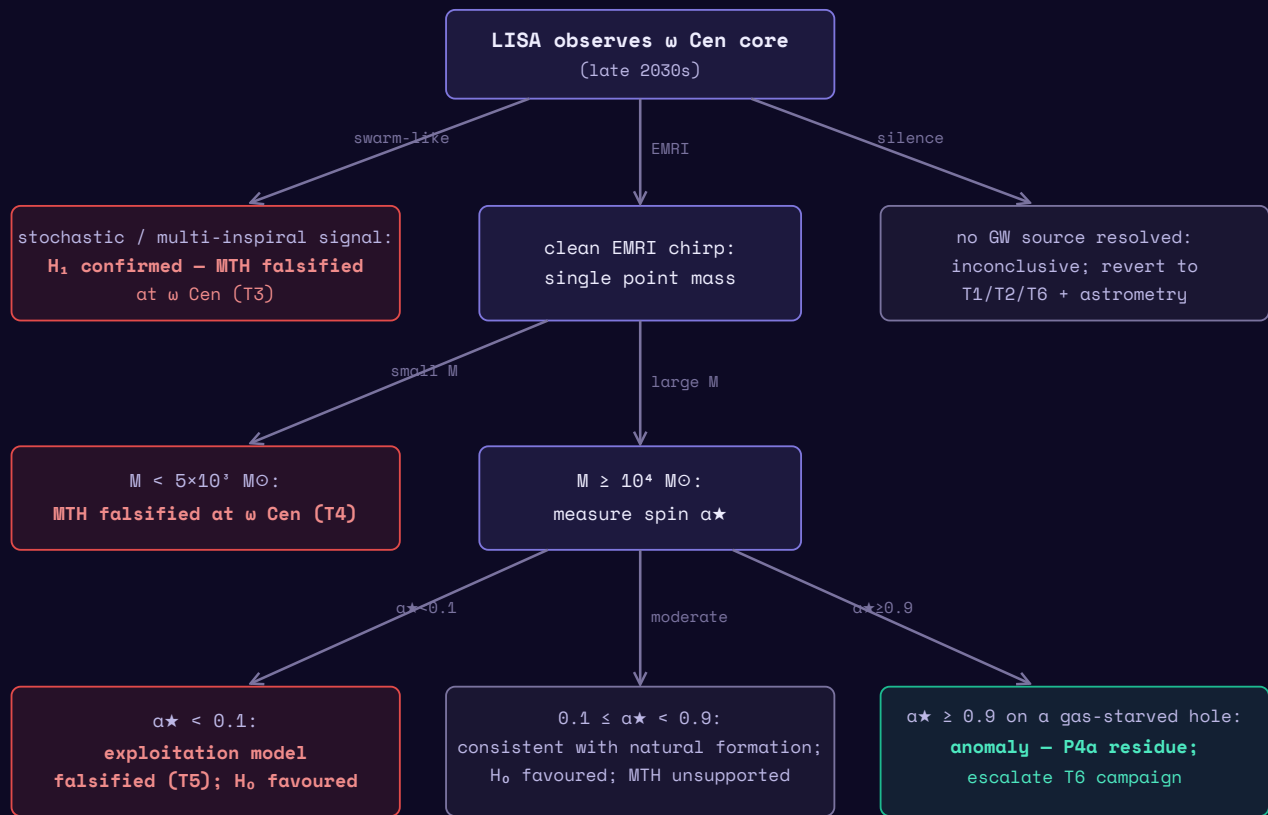 LISA observes ω Cen core
(late 2030s)
swarm-like
EMRI
silence
stochastic / multi-inspiral signal:
H₁ confirmed — MTH falsified
at ω Cen (T3)
clean EMRI chirp:
single point mass
no GW source resolved:
inconclusive; revert to
T1/T2/T6 + astrometry
small M
large M
M < 5×10³ M⊙:
MTH falsified at ω Cen (T4)
M ≥ 10⁴ M⊙:
measure spin a★
a★<0.1
moderate
a★≥0.9
a★ < 0.1:
exploitation model
falsified (T5); H₀ favoured
0.1 ≤ a★ < 0.9:
consistent with natural formation;
H₀ favoured; MTH unsupported
a★ ≥ 0.9 on a gas-starved hole:
anomaly — P4a residue;
escalate T6 campaign